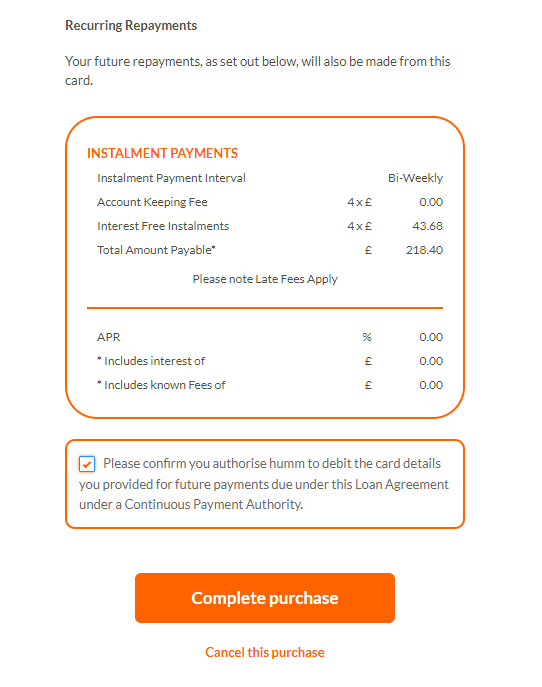 Recurring Repayments
Your future repayments, as set out below, will also be made from this
card.
INSTALMENT PAYMENTS
Instalment Payment Interval Bi-Weekly
Account Keeping Fee 4 x £ 0.00
Interest Free Instalments 4 x £ 43.68
Total Amount Payable* £ 218.40
Please note Late Fees Apply
APR % 0.00
* Includes interest of £ 0.00
* Includes known Fees of £ 0.00
Please confirm you authorise humm to debit the card details
you provided for future payments due under this Loan Agreement
under a Continuous Payment Authority.
Complete purchase
Cancel this purchase